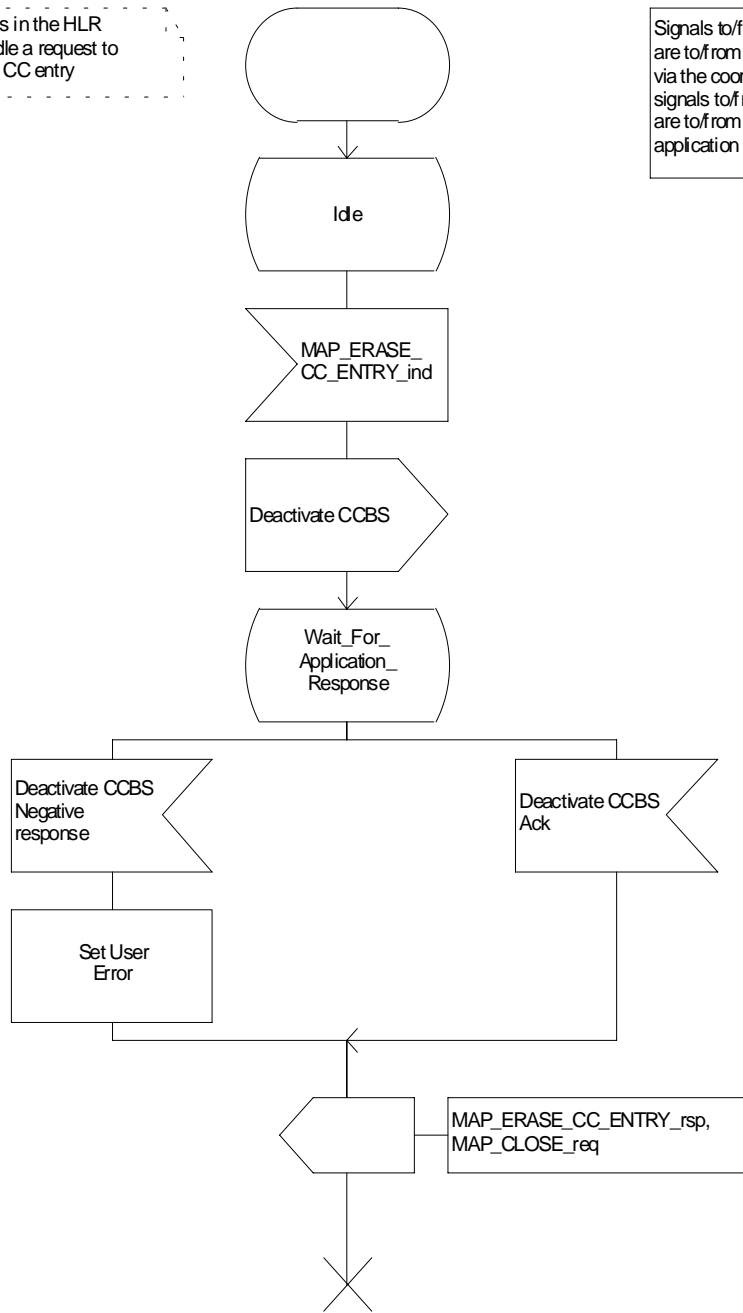 s in the HLR
dle a request to
CC entry
Signals to/f
are to/from
via the coor
signals to/fr
are to/from
application
Idle
MAP_ERASE_
CC_ENTRY_ind
Deactivate CCBS
Wait_For_
Application_
Response
Deactivate CCBS
Negative
response
Deactivate CCBS
Ack
Set User
Error
MAP_ERASE_CC_ENTRY_rsp,
MAP_CLOSE_req